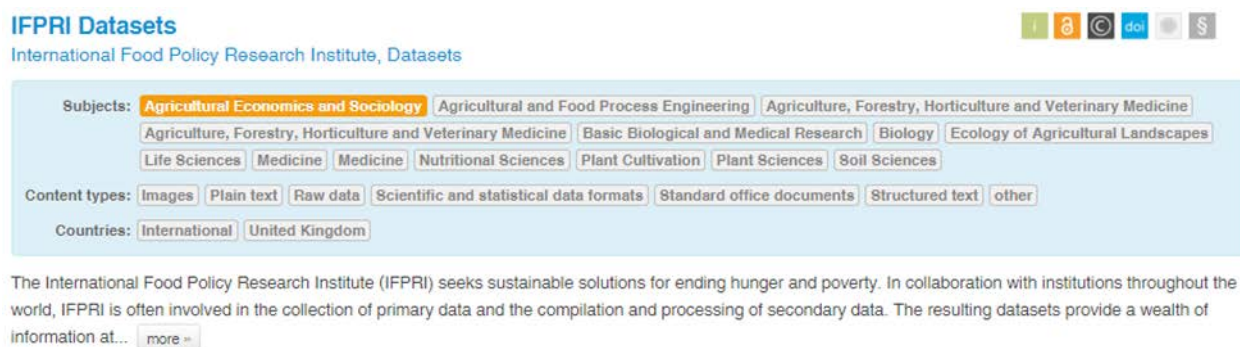 IFPRI Datasets
i © doi §
International Food Policy Research Institute, Datasets
Subjects: Agricultural Economics and Sociology Agricultural and Food Process Engineering Agriculture, Forestry, Horticulture and Veterinary Medicine
Agriculture, Forestry, Horticulture and Veterinary Medicine Basic Biological and Medical Research Biology Ecology of Agricultural Landscapes
Life Sciences Medicine Medicine Nutritional Sciences Plant Cultivation Plant Sciences Soil Sciences
Content types: Images Plain text Raw data Scientific and statistical data formats Standard office documents Structured text other
Countries: International United Kingdom
The International Food Policy Research Institute (IFPRI) seeks sustainable solutions for ending hunger and poverty. In collaboration with institutions throughout the
world, IFPRI is often involved in the collection of primary data and the compilation and processing of secondary data. The resulting datasets provide a wealth of
information at... more »